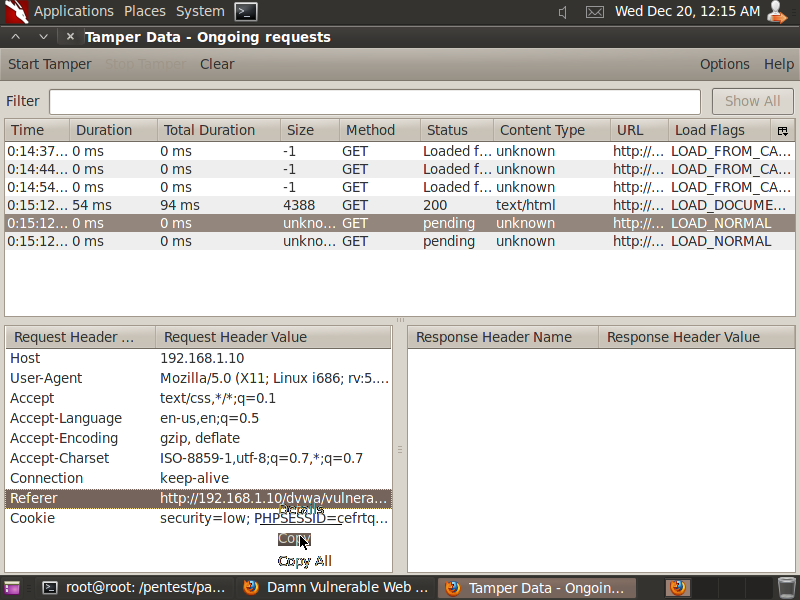 Applications Places System Wed Dec 20, 12:15 AM
Tamper Data - Ongoing requests
Start Tamper Stop Tamper Clear Options Help
Filter Show All
Time Duration Total Duration Size Method Status Content Type URL Load Flags
0:14:37... 0 ms 0 ms -1 GET Loaded f... unknown http://... LOAD_FROM_CA...
0:14:44... 0 ms 0 ms -1 GET Loaded f... unknown http://... LOAD_FROM_CA...
0:14:54... 0 ms 0 ms -1 GET Loaded f... unknown http://... LOAD_FROM_CA...
0:15:12... 54 ms 94 ms 4388 GET 200 text/html http://... LOAD_DOCUME...
0:15:12... 0 ms 0 ms unkno... GET pending unknown http://... LOAD_NORMAL
0:15:12... 0 ms 0 ms unkno... GET pending unknown http://... LOAD_NORMAL
Request Header ... Request Header Value Response Header Name Response Header Value
Host 192.168.1.10
User-Agent Mozilla/5.0 (X11; Linux i686; rv:5....
Accept text/css,*/*;q=0.1
Accept-Language en-us,en;q=0.5
Accept-Encoding gzip, deflate
Accept-Charset ISO-8859-1,utf-8;q=0.7,*;q=0.7
Connection keep-alive
Referer http://192.168.1.10/dvwa/vulnera...
Details
Cookie security=low; PHPSESSID=cefrtq...
Copy
Copy All
root@root: /pentest/pa... Damn Vulnerable Web ... Tamper Data - Ongoin...